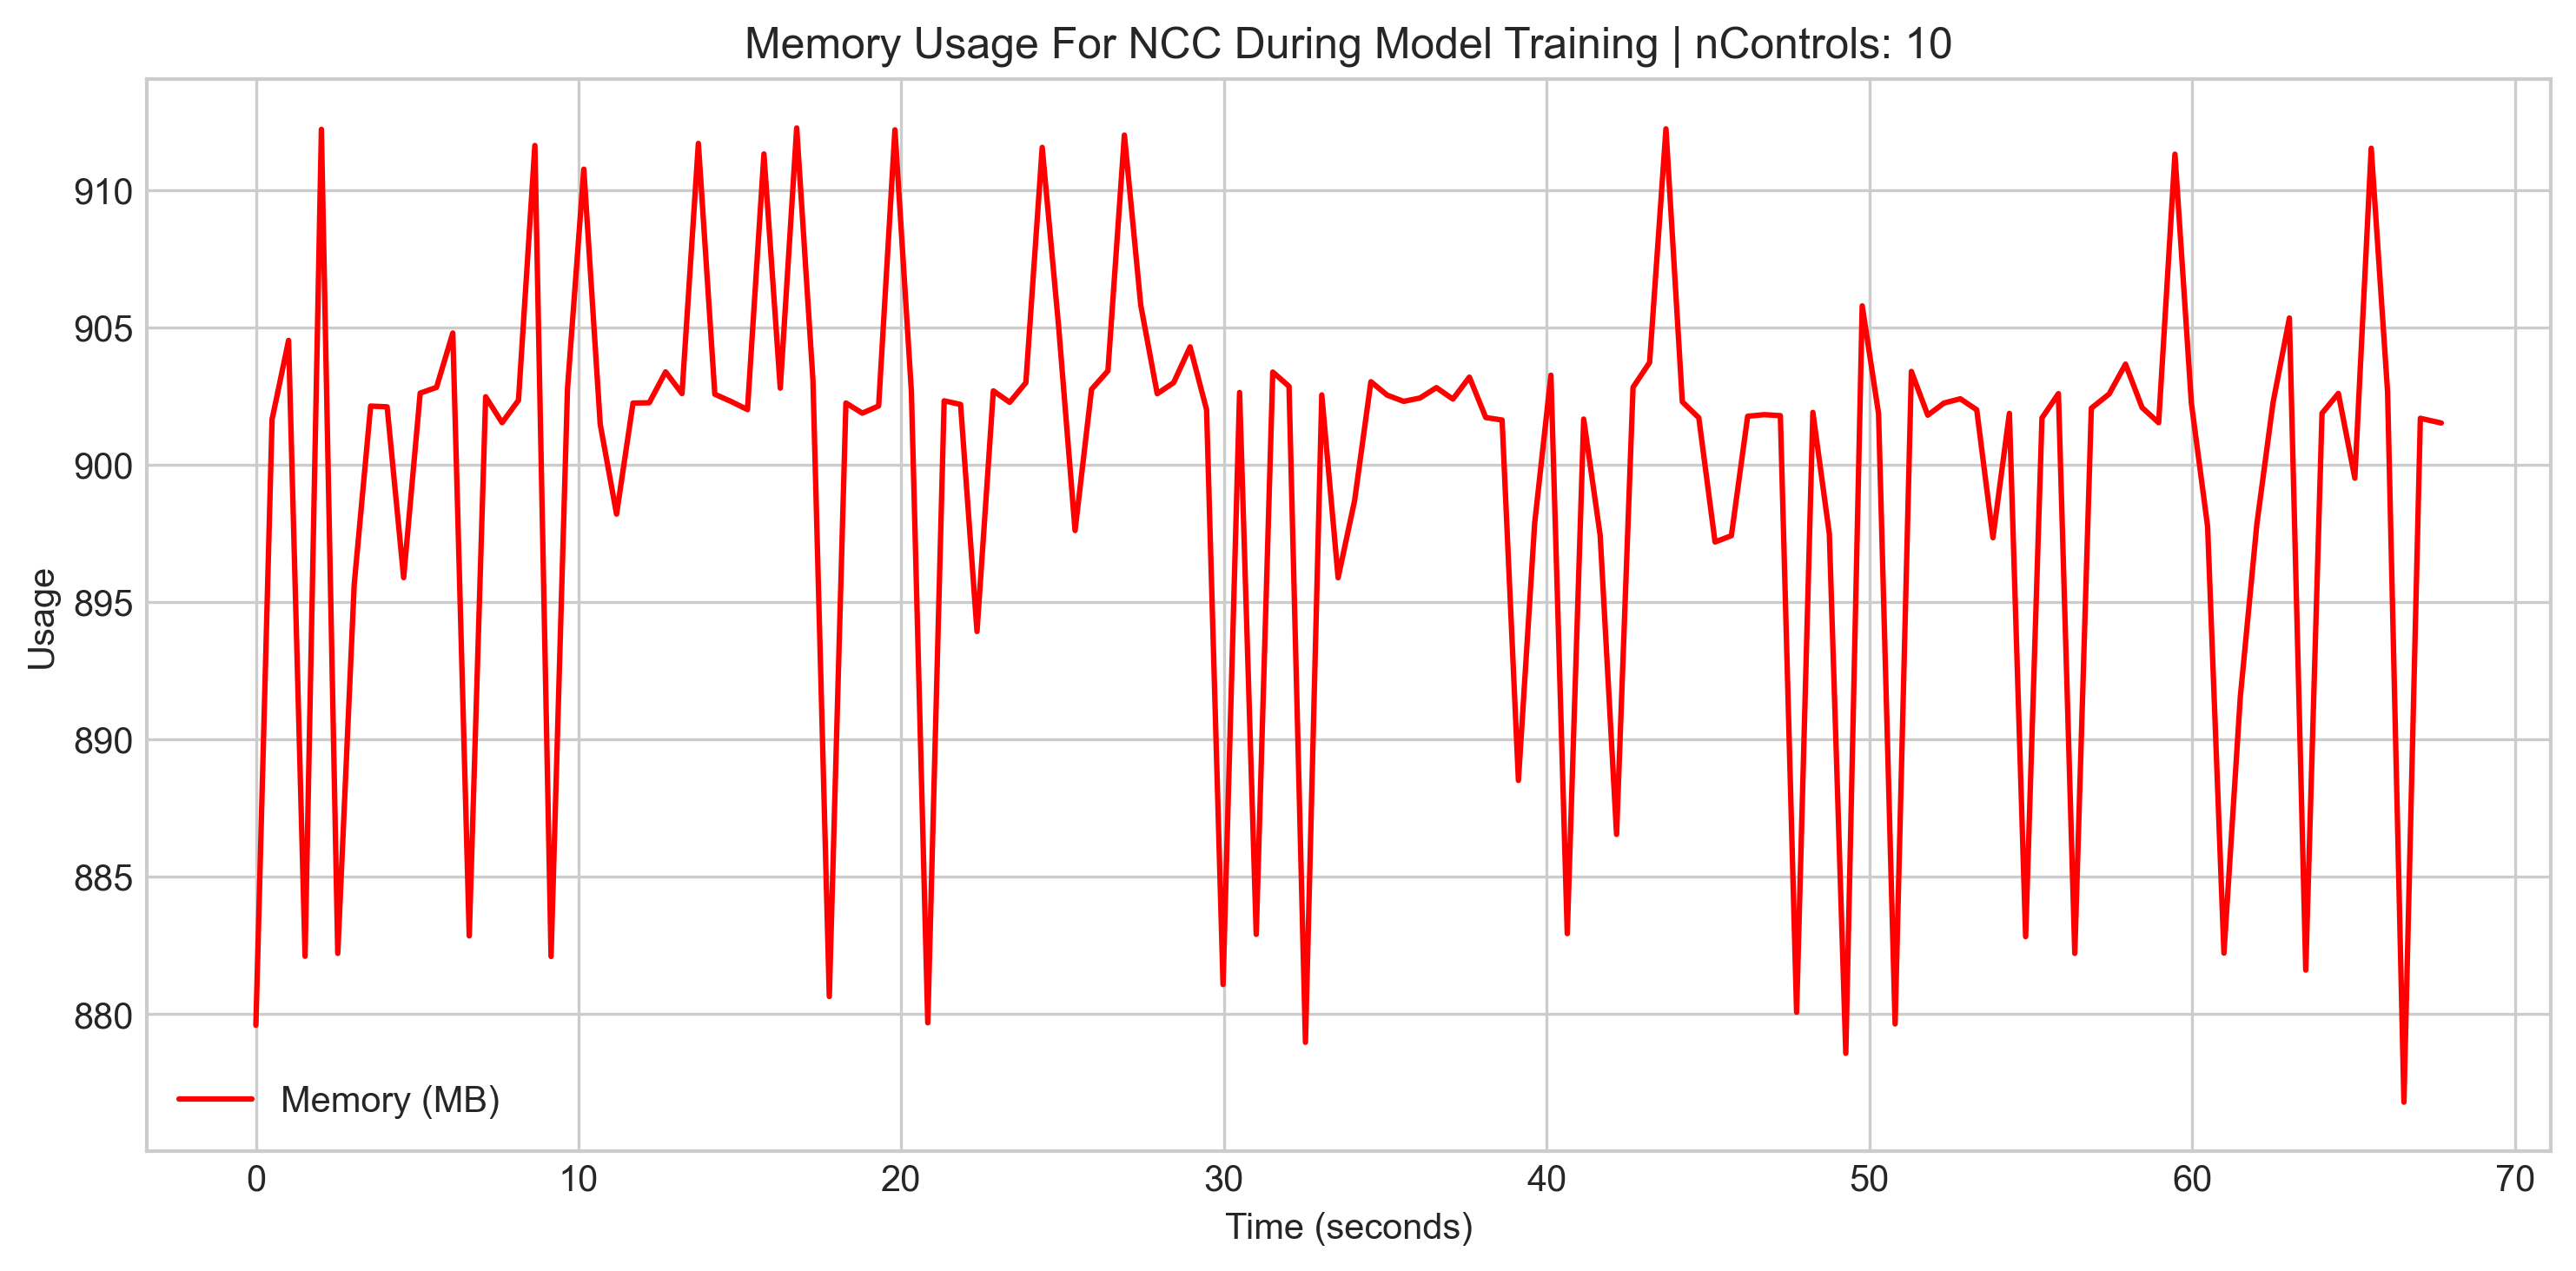 Memory Usage For NCC During Model Training | nControls: 10
910
905
900
895
890
885
880
Usage
Memory (MB)
0 10 20 30 40 50 60 70
Time (seconds)